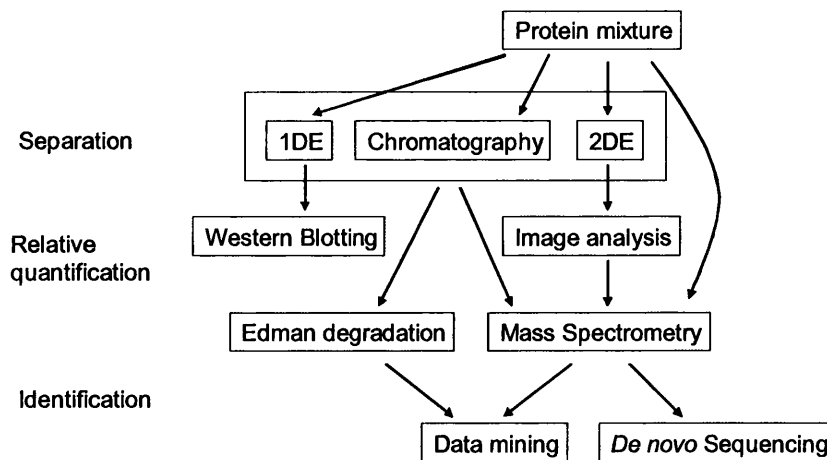 Protein mixture
Separation
1DE
Chromatography
2DE
Relative
quantification
Western Blotting
Image analysis
Edman degradation
Mass Spectrometry
Identification
Data mining
De novo Sequencing